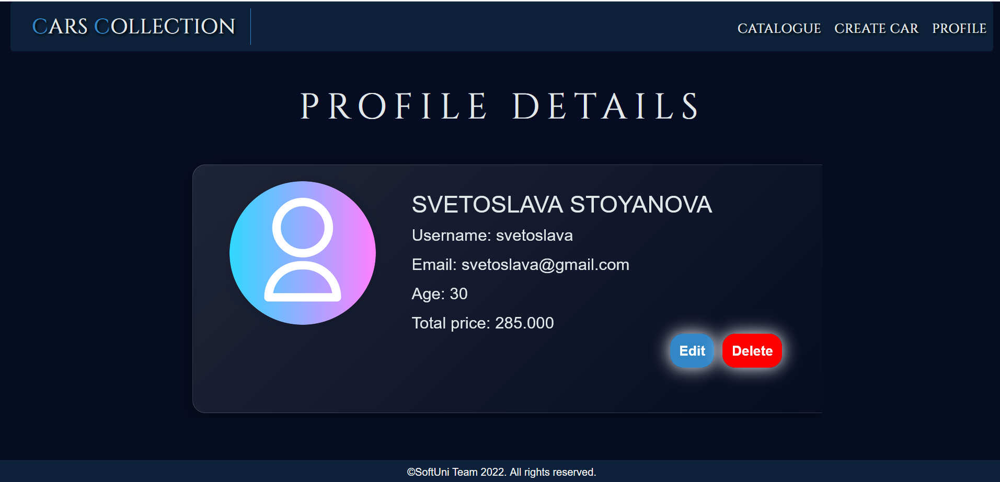 CARS COLLECTION
CATALOGUE CREATE CAR PROFILE
PROFILE DETAILS
SVETOSLAVA STOYANOVA
Username: svetoslava
Email: svetoslava@gmail.com
Age: 30
Total price: 285.000
Edit Delete
©SoftUni Team 2022. All rights reserved.